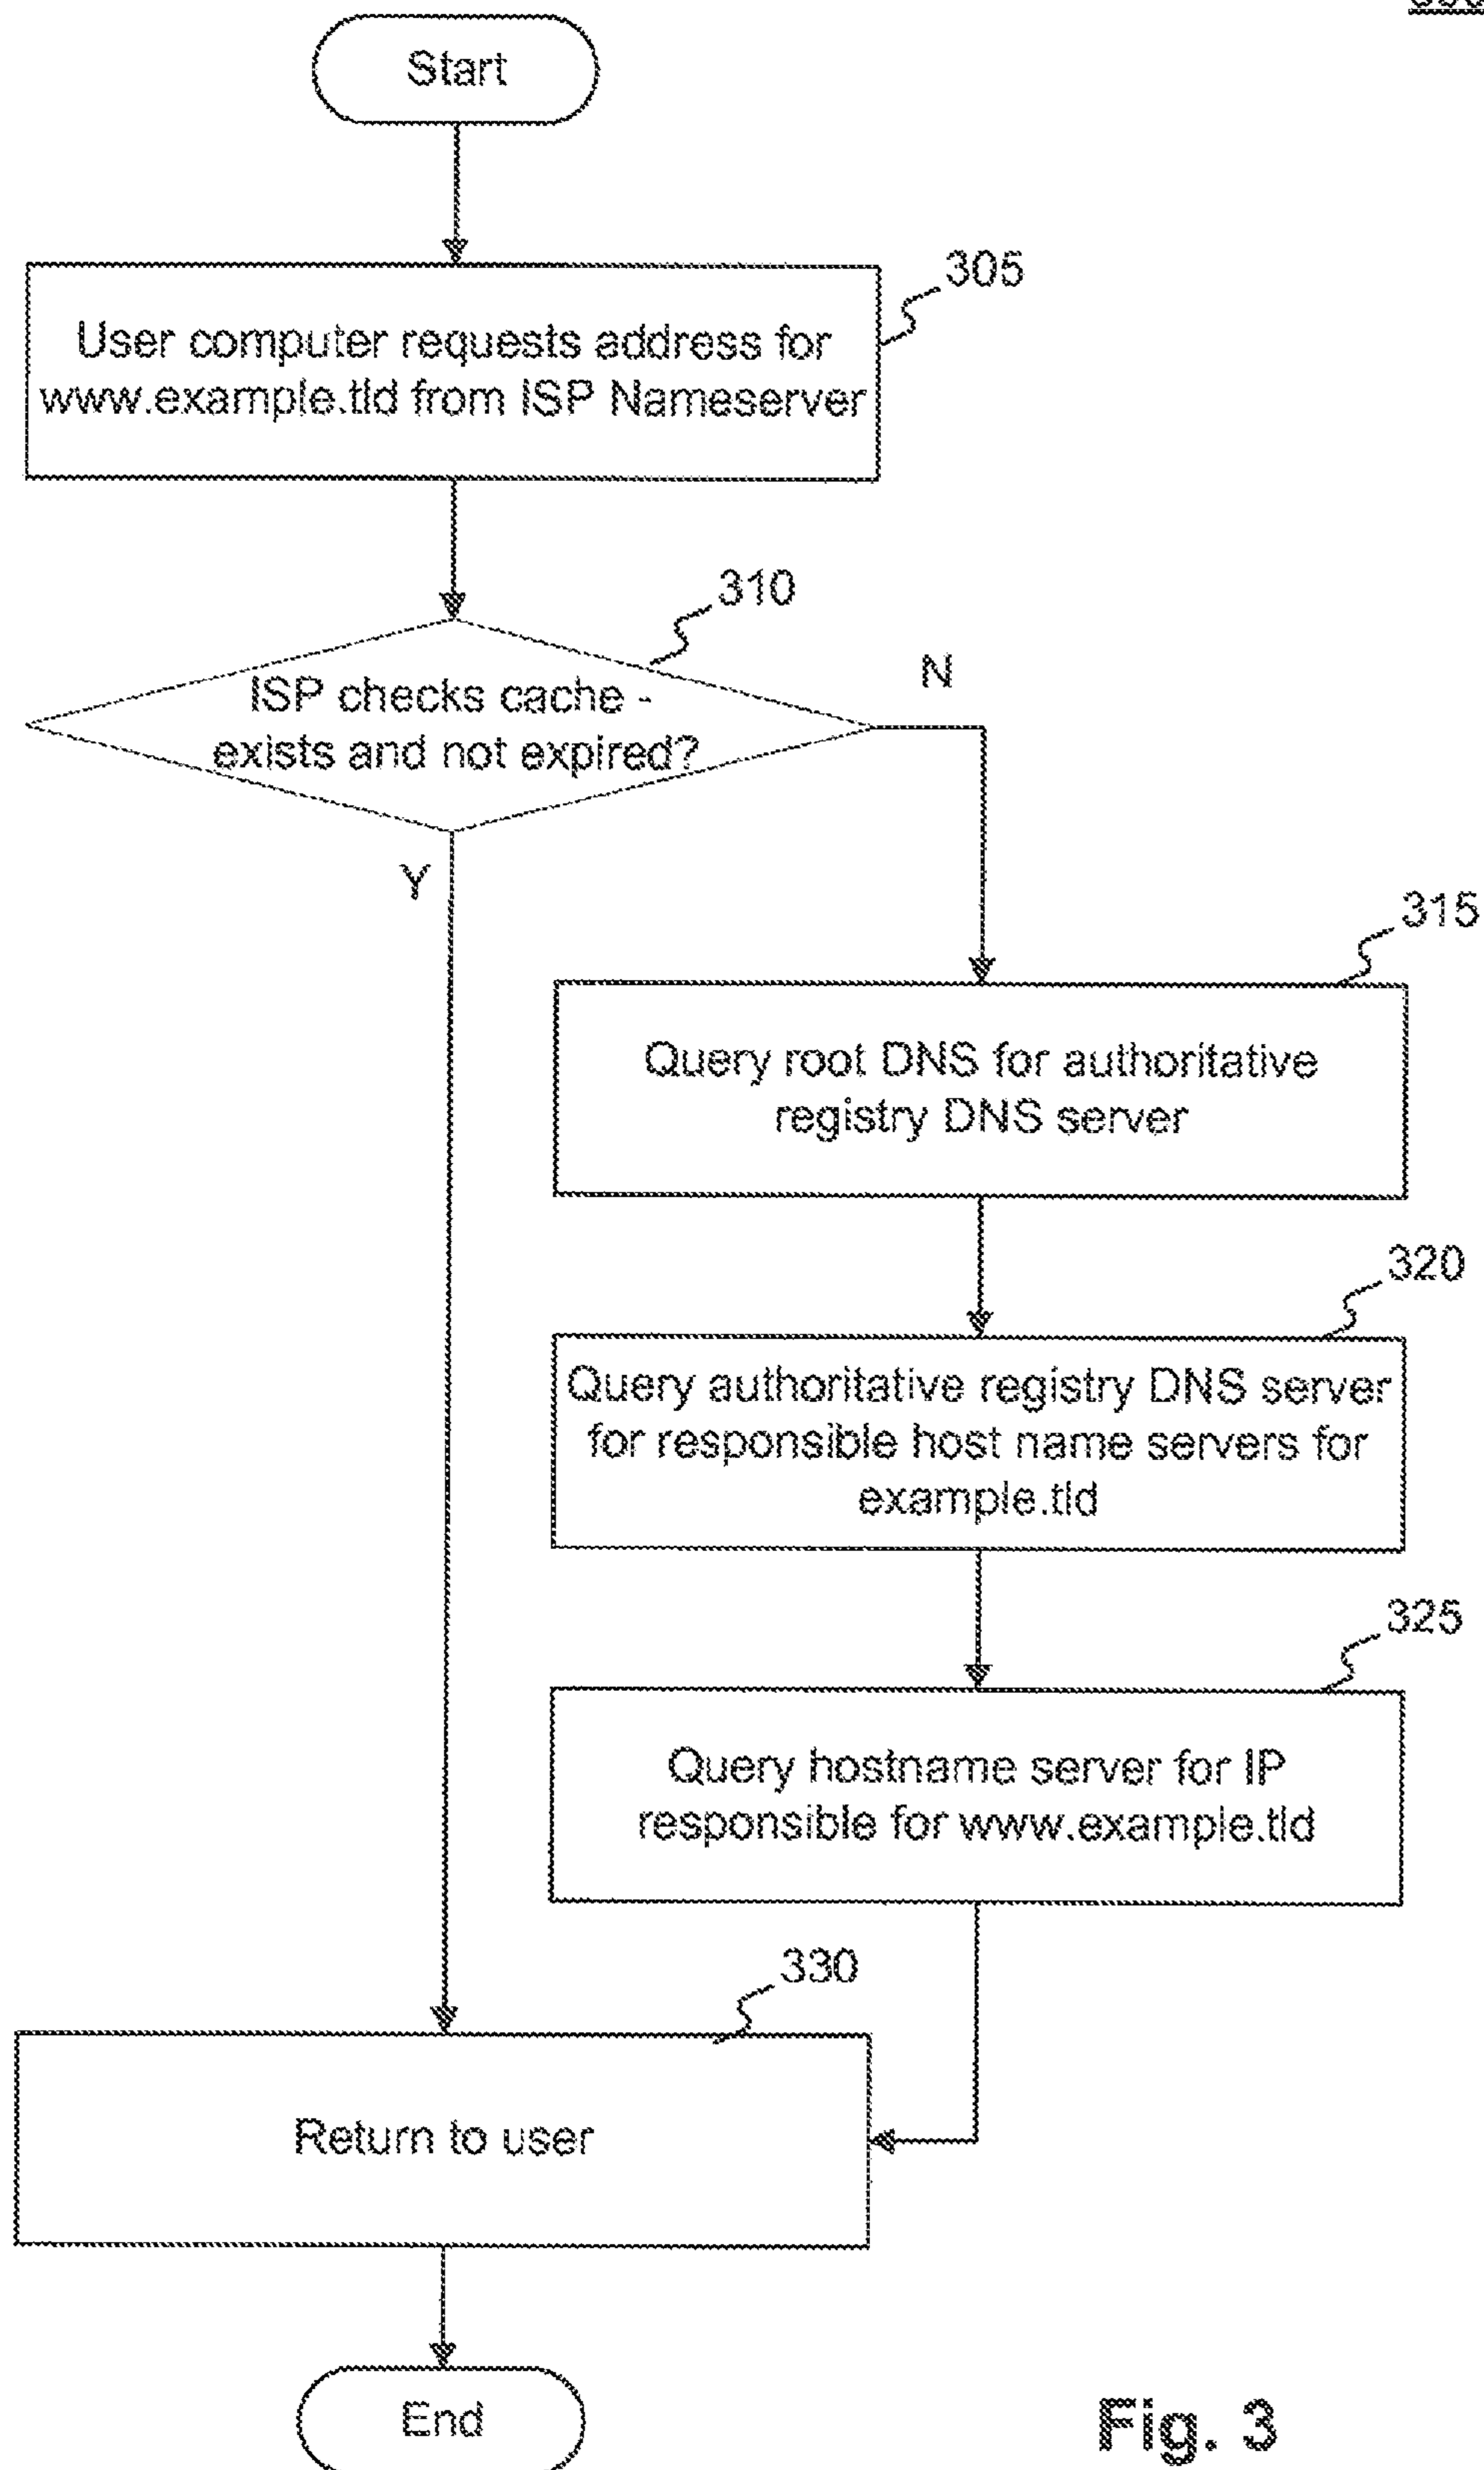 Start
305
User computer requests address for
www.example.tld from ISP Nameserver
310
ISP checks cache -
exists and not expired?
N
Y
315
Query root DNS for authoritative
registry DNS server
320
Query authoritative registry DNS server
for responsible host name servers for
example.tld
325
Query hostname server for IP
responsible for www.example.tld
330
Return to user
End
Fig. 3